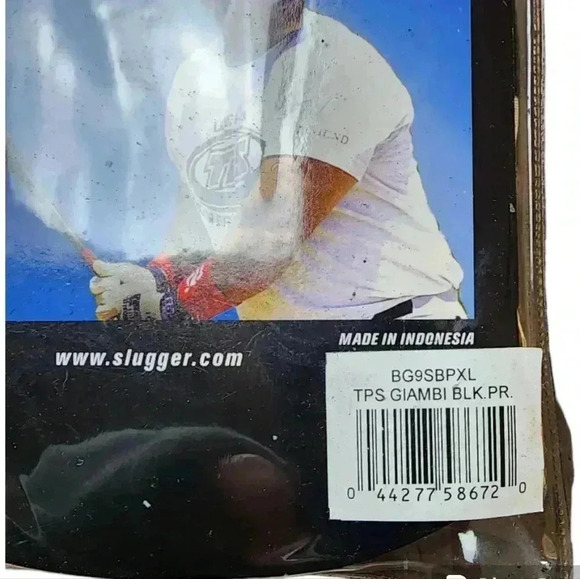 www.slugger.com
MADE IN INDONESIA
BG9SBPXL
TPS GIAMBI BLK.PR.
0 44277 58672 0